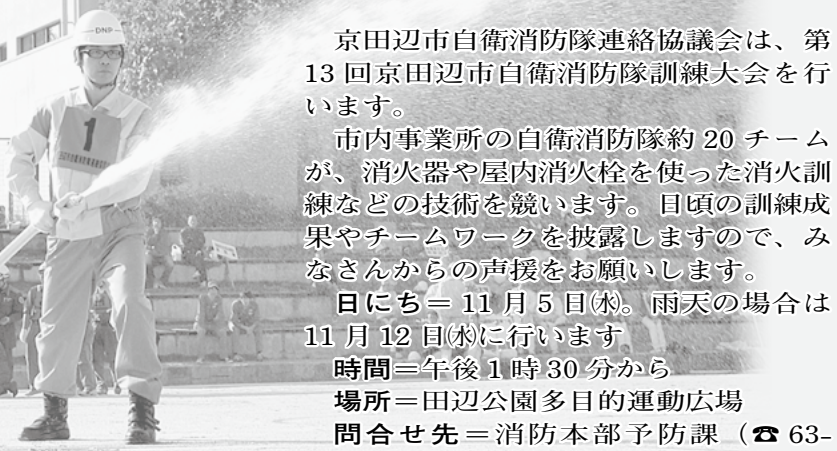 DNP
1
京田辺市自衛消防隊連絡協議会は、第
13 回京田辺市自衛消防隊訓練大会を行
います。
市内事業所の自衛消防隊約 20 チーム
が、消火器や屋内消火栓を使った消火訓
練などの技術を競います。日頃の訓練成
果やチームワークを披露しますので、み
なさんからの声援をお願いします。
日にち＝ 11 月 5 日㈬。雨天の場合は
11 月 12 日㈬に行います
時間＝午後 1 時 30 分から
場所＝田辺公園多目的運動広場
問合せ先＝消防本部予防課（☎ 63-